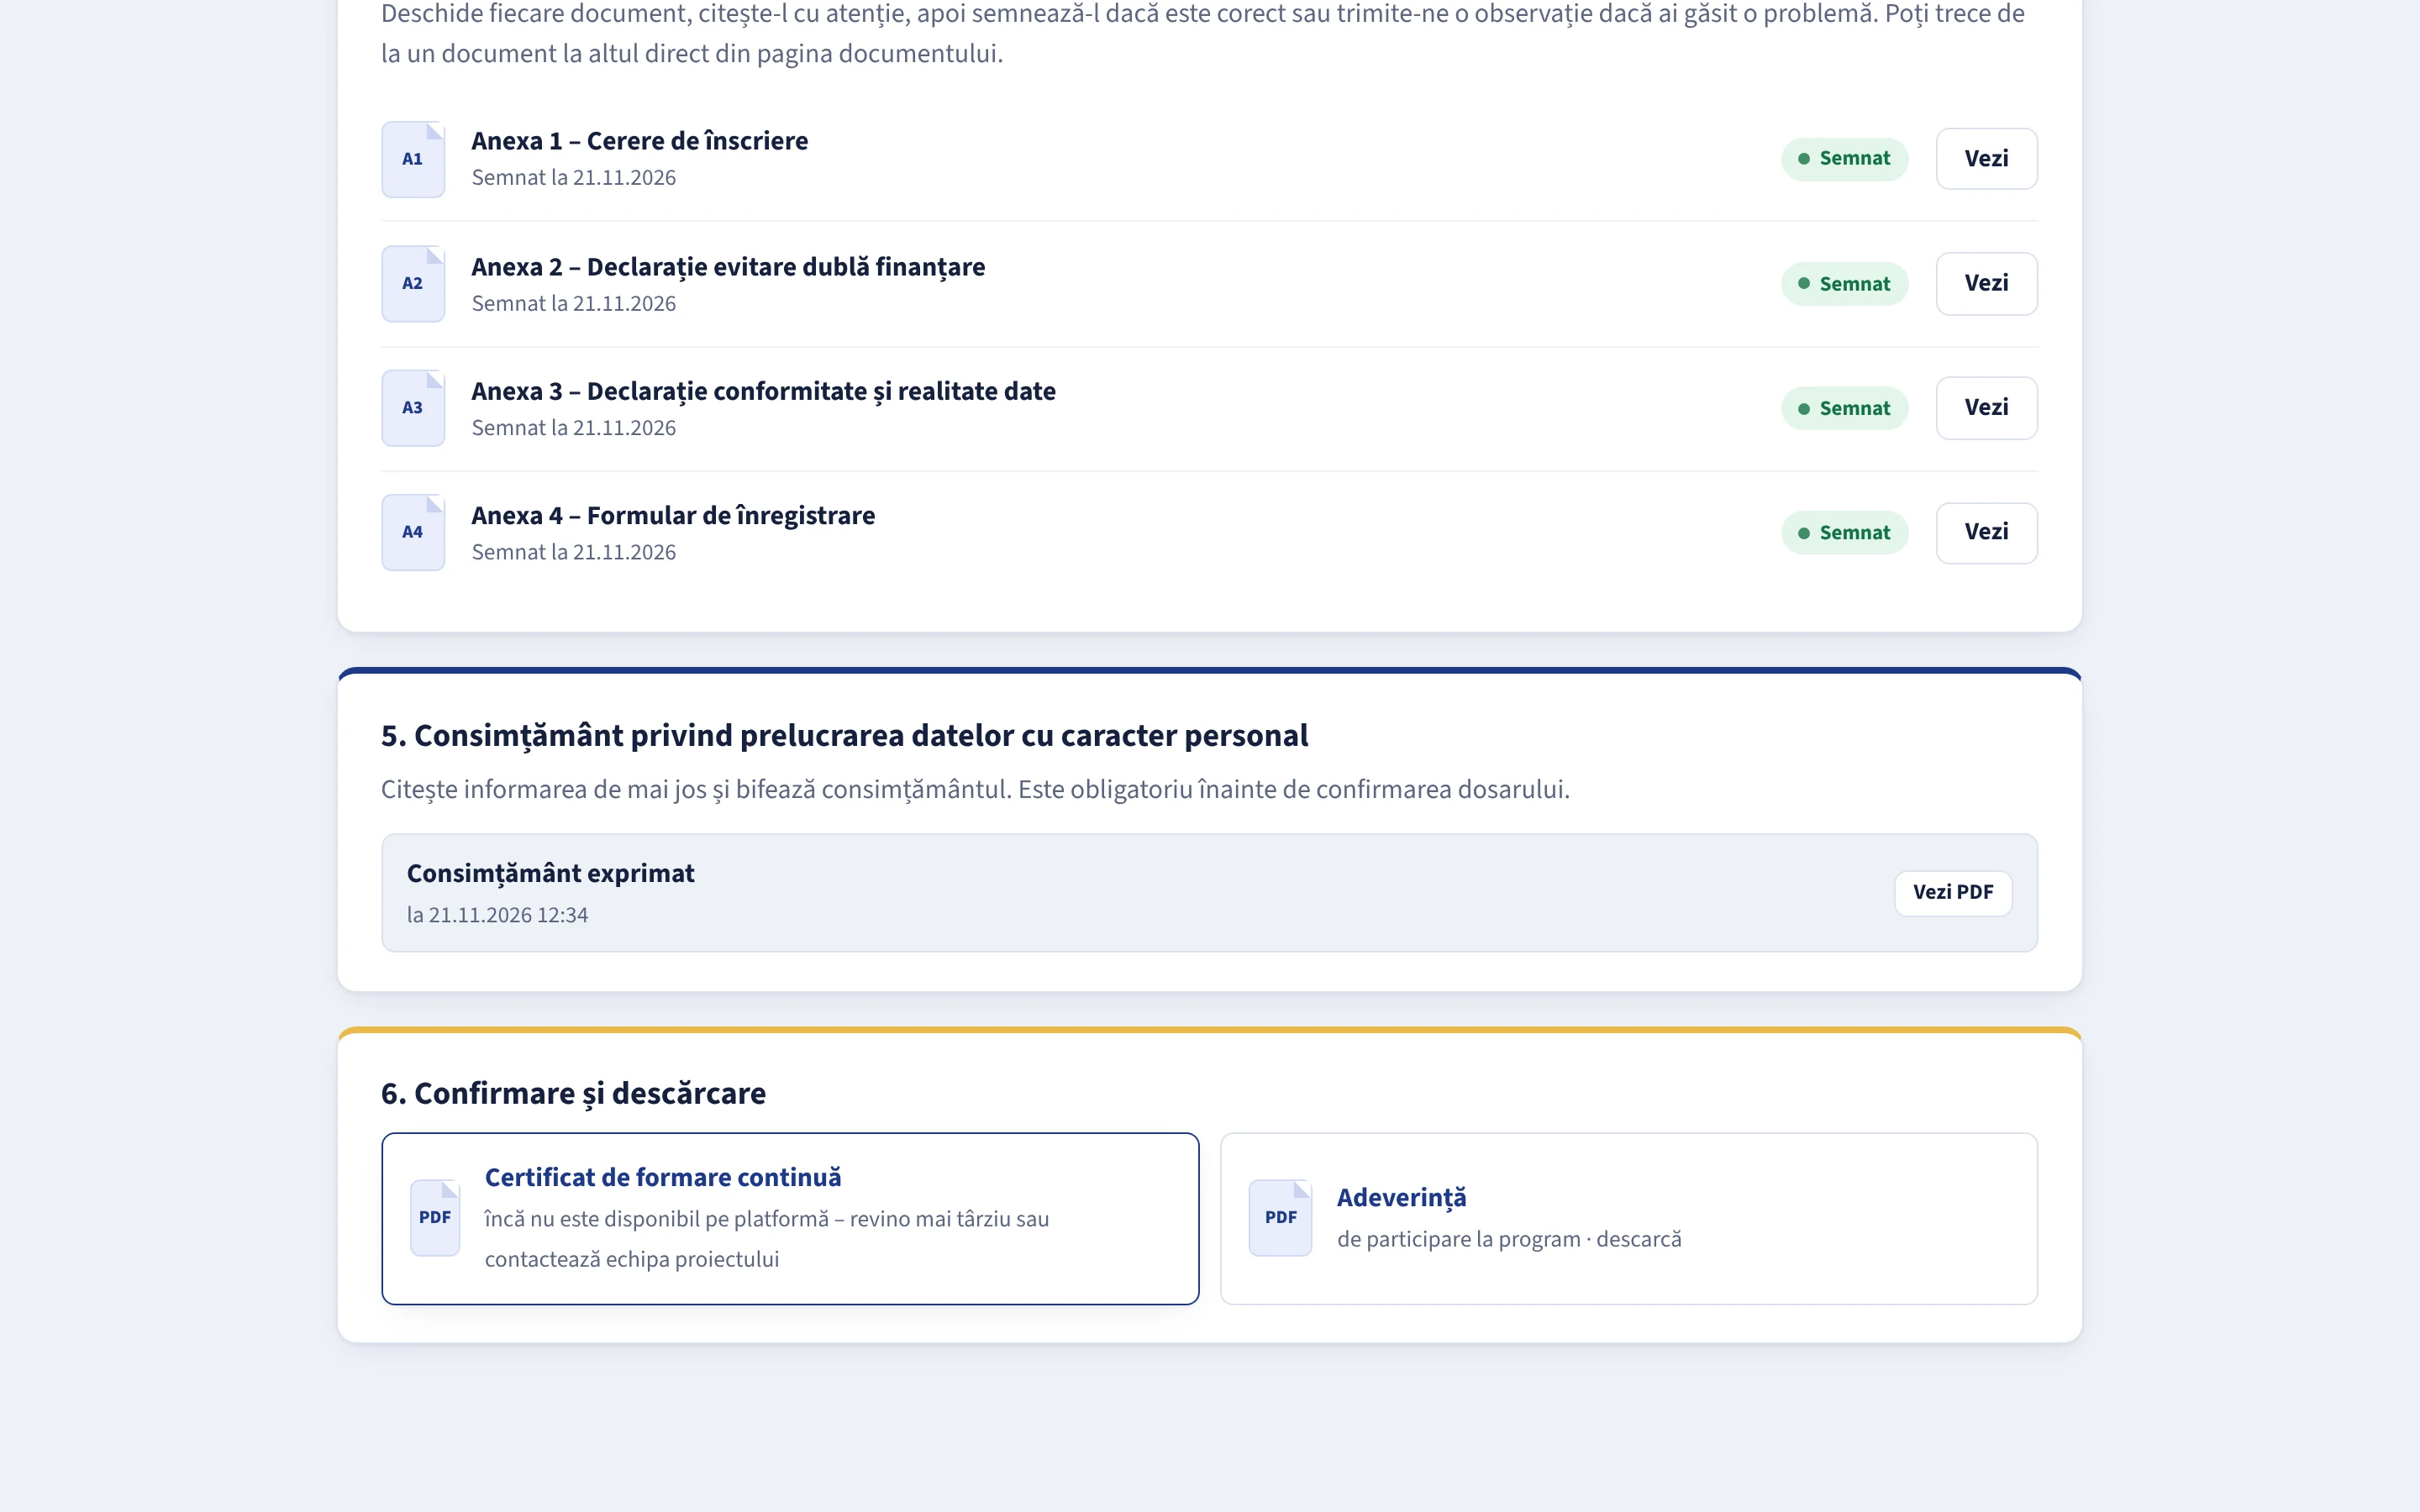 Deschide fiecare document, citește-l cu atenție, apoi semnează-l dacă este corect sau trimite-ne o observație dacă ai găsit o problemă. Poți trece de
la un document la altul direct din pagina documentului.
A1
Anexa 1 – Cerere de înscriere
Semnat la 21.11.2026
Semnat
Vezi
A2
Anexa 2 – Declarație evitare dublă finanțare
Semnat la 21.11.2026
Semnat
Vezi
A3
Anexa 3 – Declarație conformitate și realitate date
Semnat la 21.11.2026
Semnat
Vezi
A4
Anexa 4 – Formular de înregistrare
Semnat la 21.11.2026
Semnat
Vezi
5. Consimțământ privind prelucrarea datelor cu caracter personal
Citește informarea de mai jos și bifează consimțământul. Este obligatoriu înainte de confirmarea dosarului.
Consimțământ exprimat
la 21.11.2026 12:34
Vezi PDF
6. Confirmare și descărcare
PDF
Certificat de formare continuă
încă nu este disponibil pe platformă – revino mai târziu sau
contactează echipa proiectului
PDF
Adeverință
de participare la program · descarcă